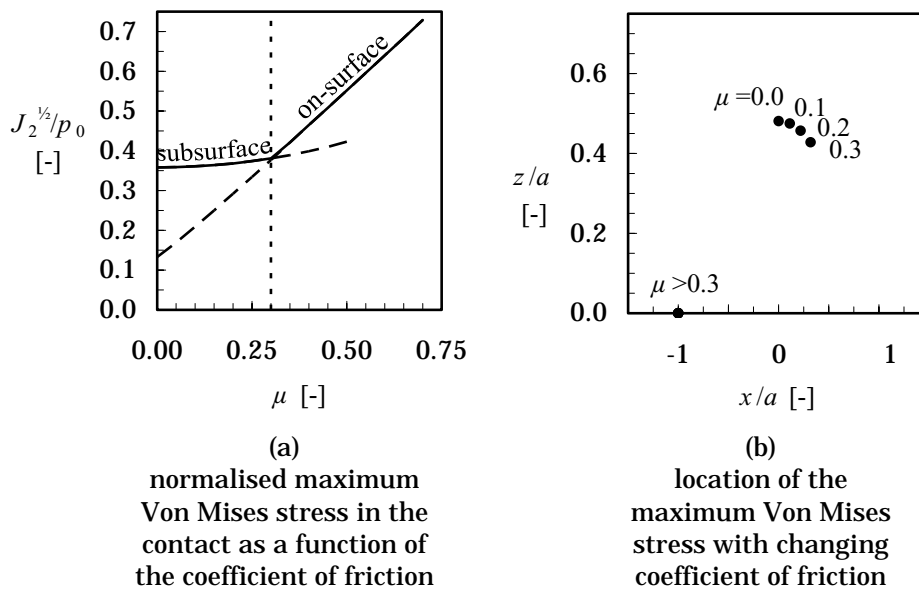 0.7
0.6
0.5
0.4
0.3
0.2
0.1
0.0
J₂^½/p₀
[-]
subsurface
on-surface
0.00 0.25 0.50 0.75
μ [-]
(a)
normalised maximum
Von Mises stress in the
contact as a function of
the coefficient of friction
0.6
0.4
0.2
0.0
z/a
[-]
μ =0.0
0.1
0.2
0.3
μ >0.3
-1 0 1
x/a [-]
(b)
location of the
maximum Von Mises
stress with changing
coefficient of friction